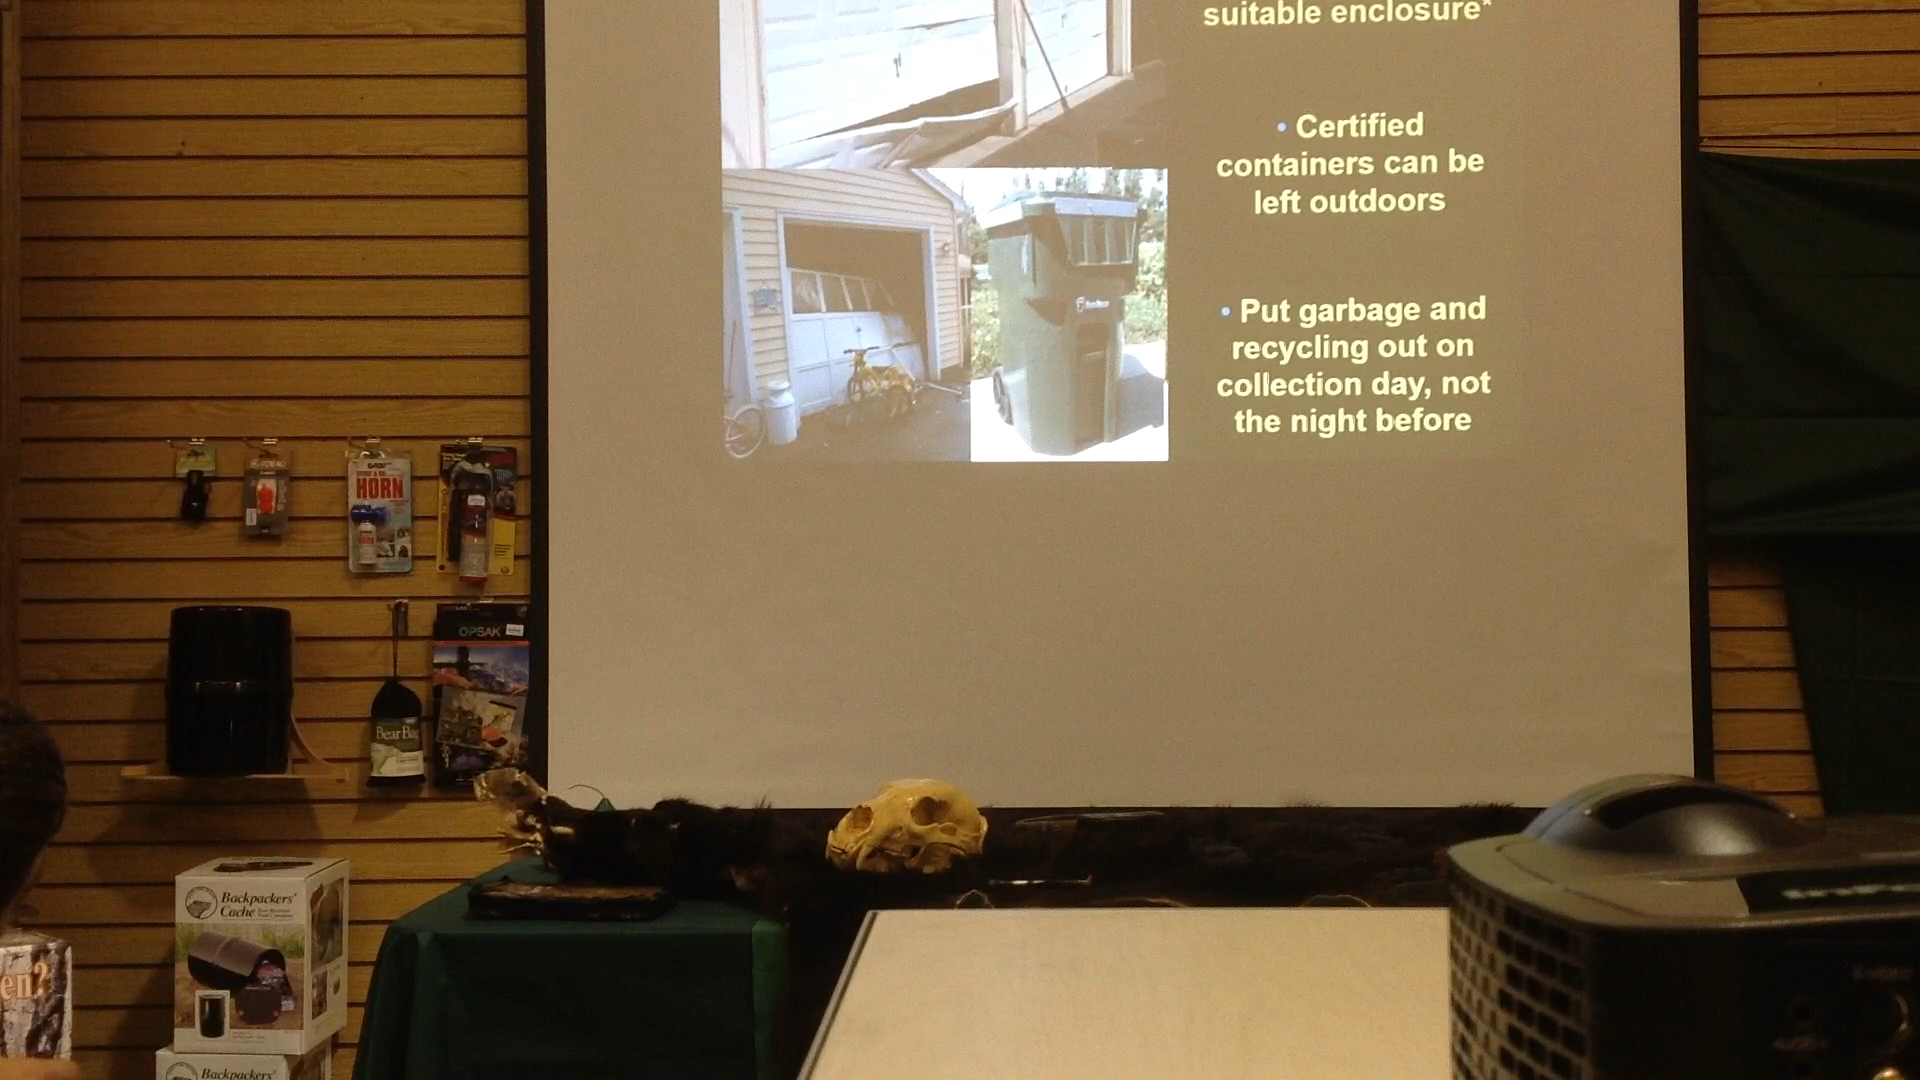 suitable enclosure*
• Certified
containers can be
left outdoors
• Put garbage and
recycling out on
collection day, not
the night before
HORN
OPSAK
Bear Bag
Backpackers'
Cache
en?
Backpackers'